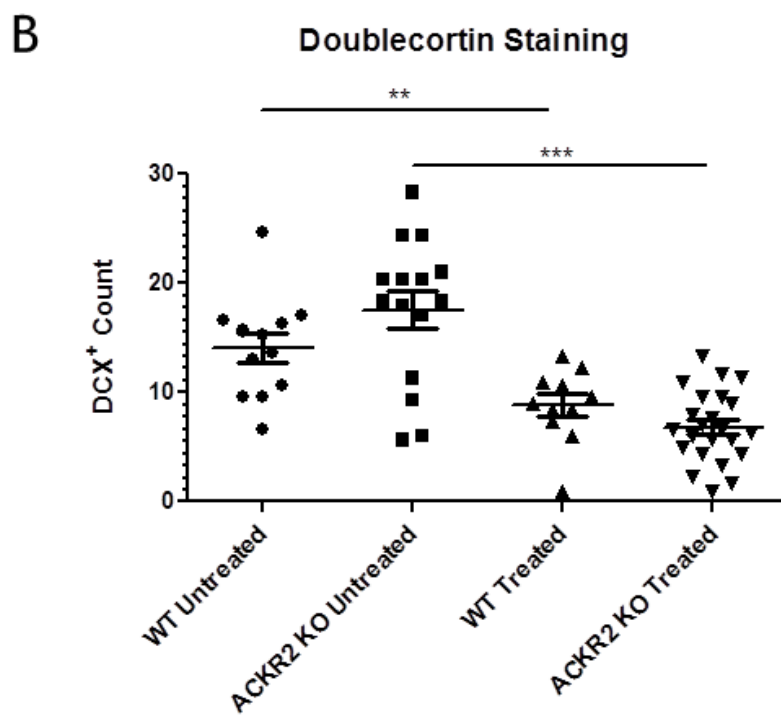 B
Doublecortin Staining
**
***
30
20
10
0
DCX⁺ Count
WT Untreated
ACKR2 KO Untreated
WT Treated
ACKR2 KO Treated